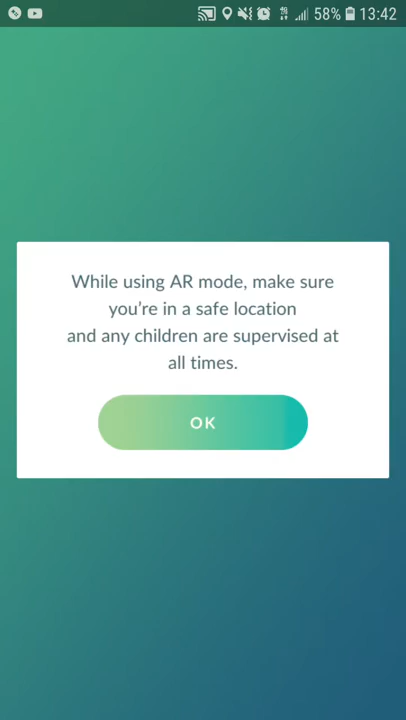 58% 13:42
While using AR mode, make sure
you're in a safe location
and any children are supervised at
all times.
OK